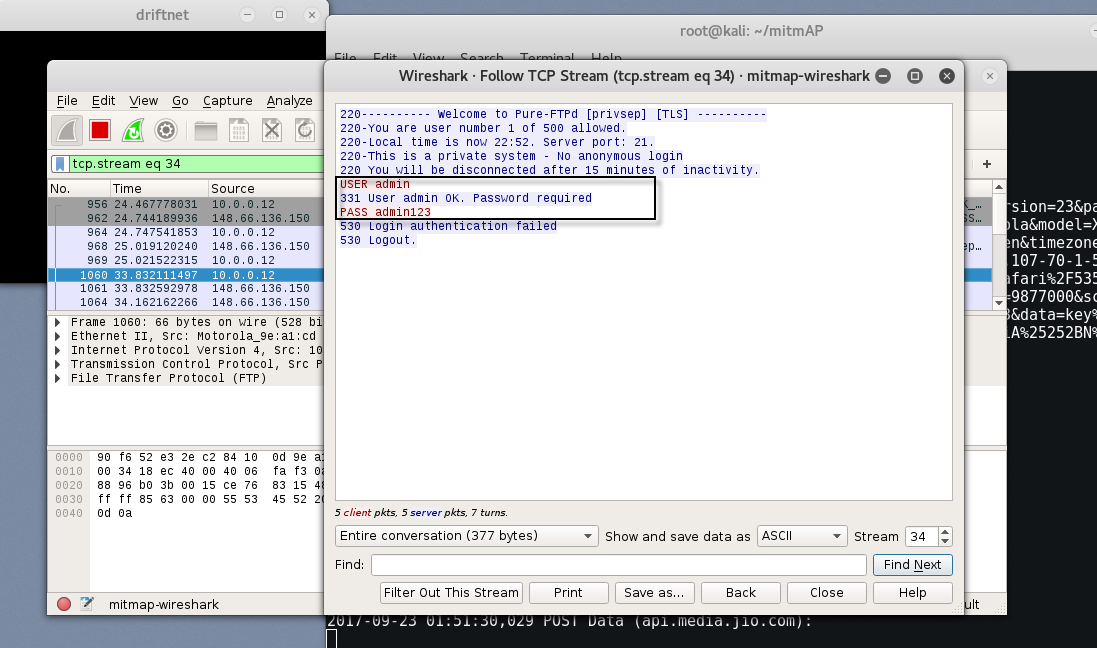 driftnet
root@kali: ~/mitmAP
File Edit View Search Terminal Help
Wireshark · Follow TCP Stream (tcp.stream eq 34) · mitmap-wireshark
File Edit View Go Capture Analyze
tcp.stream eq 34
No. Time Source
956 24.467778031 10.0.0.12
962 24.744189936 148.66.136.150
964 24.747541853 10.0.0.12
968 25.019120240 148.66.136.150
969 25.021522315 10.0.0.12
1060 33.832111497 10.0.0.12
1061 33.832592978 148.66.136.150
1064 34.162162266 148.66.136.150
Frame 1060: 66 bytes on wire (528 bi
Ethernet II, Src: Motorola_9e:a1:cd
Internet Protocol Version 4, Src: 10
Transmission Control Protocol, Src P
File Transfer Protocol (FTP)
0000 90 f6 52 e3 2e c2 84 10 0d 9e a
0010 00 34 18 ec 40 00 40 06 fa f3 0
0020 88 96 b0 3b 00 15 ce 76 83 15 48
0030 ff ff 85 63 00 00 55 53 45 52 20
0040 0d 0a
mitmap-wireshark
220---------- Welcome to Pure-FTPd [privsep] [TLS] ----------
220-You are user number 1 of 500 allowed.
220-Local time is now 22:52. Server port: 21.
220-This is a private system - No anonymous login
220 You will be disconnected after 15 minutes of inactivity.
USER admin
331 User admin OK. Password required
PASS admin123
530 Login authentication failed
530 Logout.
5 client pkts, 5 server pkts, 7 turns.
Entire conversation (377 bytes) Show and save data as ASCII Stream 34
Find: Find Next
Filter Out This Stream Print Save as... Back Close Help
ult
rsion=23&pa
ola&model=X
en&timezone
107-70-1-5
afari%2F535
=9877000&sc
&data=key%
A%25252BN%
2017-09-23 01:51:30,029 POST Data (api.media.jio.com):